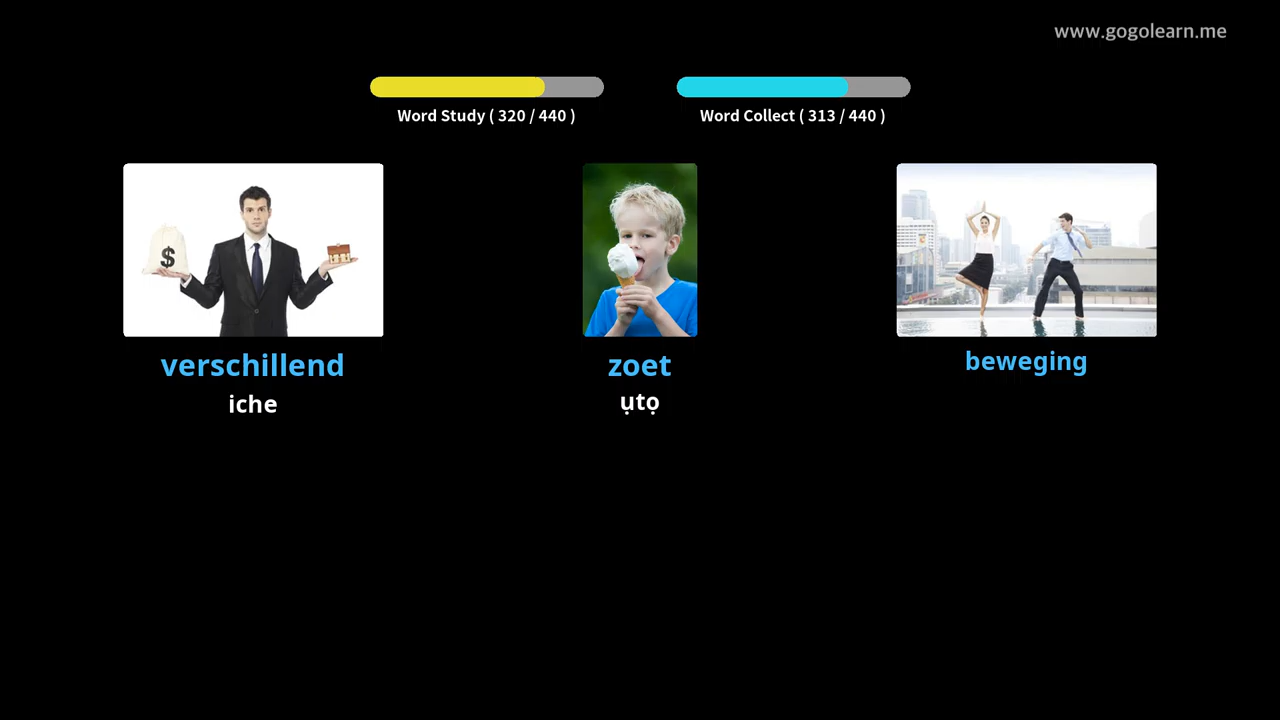 www.gogolearn.me
Word Study ( 320 / 440 )
Word Collect ( 313 / 440 )
$
verschillend
zoet
beweging
iche
ụtọ